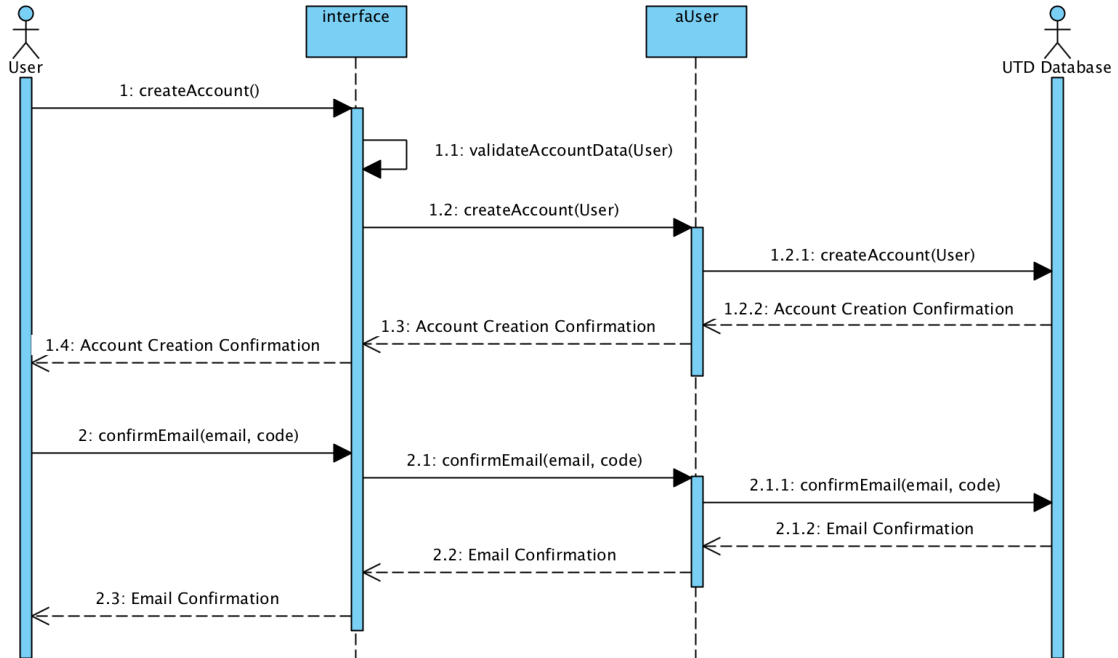 interface
aUser
User
UTD Database
1: createAccount()
1.1: validateAccountData(User)
1.2: createAccount(User)
1.2.1: createAccount(User)
1.2.2: Account Creation Confirmation
1.3: Account Creation Confirmation
1.4: Account Creation Confirmation
2: confirmEmail(email, code)
2.1: confirmEmail(email, code)
2.1.1: confirmEmail(email, code)
2.1.2: Email Confirmation
2.2: Email Confirmation
2.3: Email Confirmation